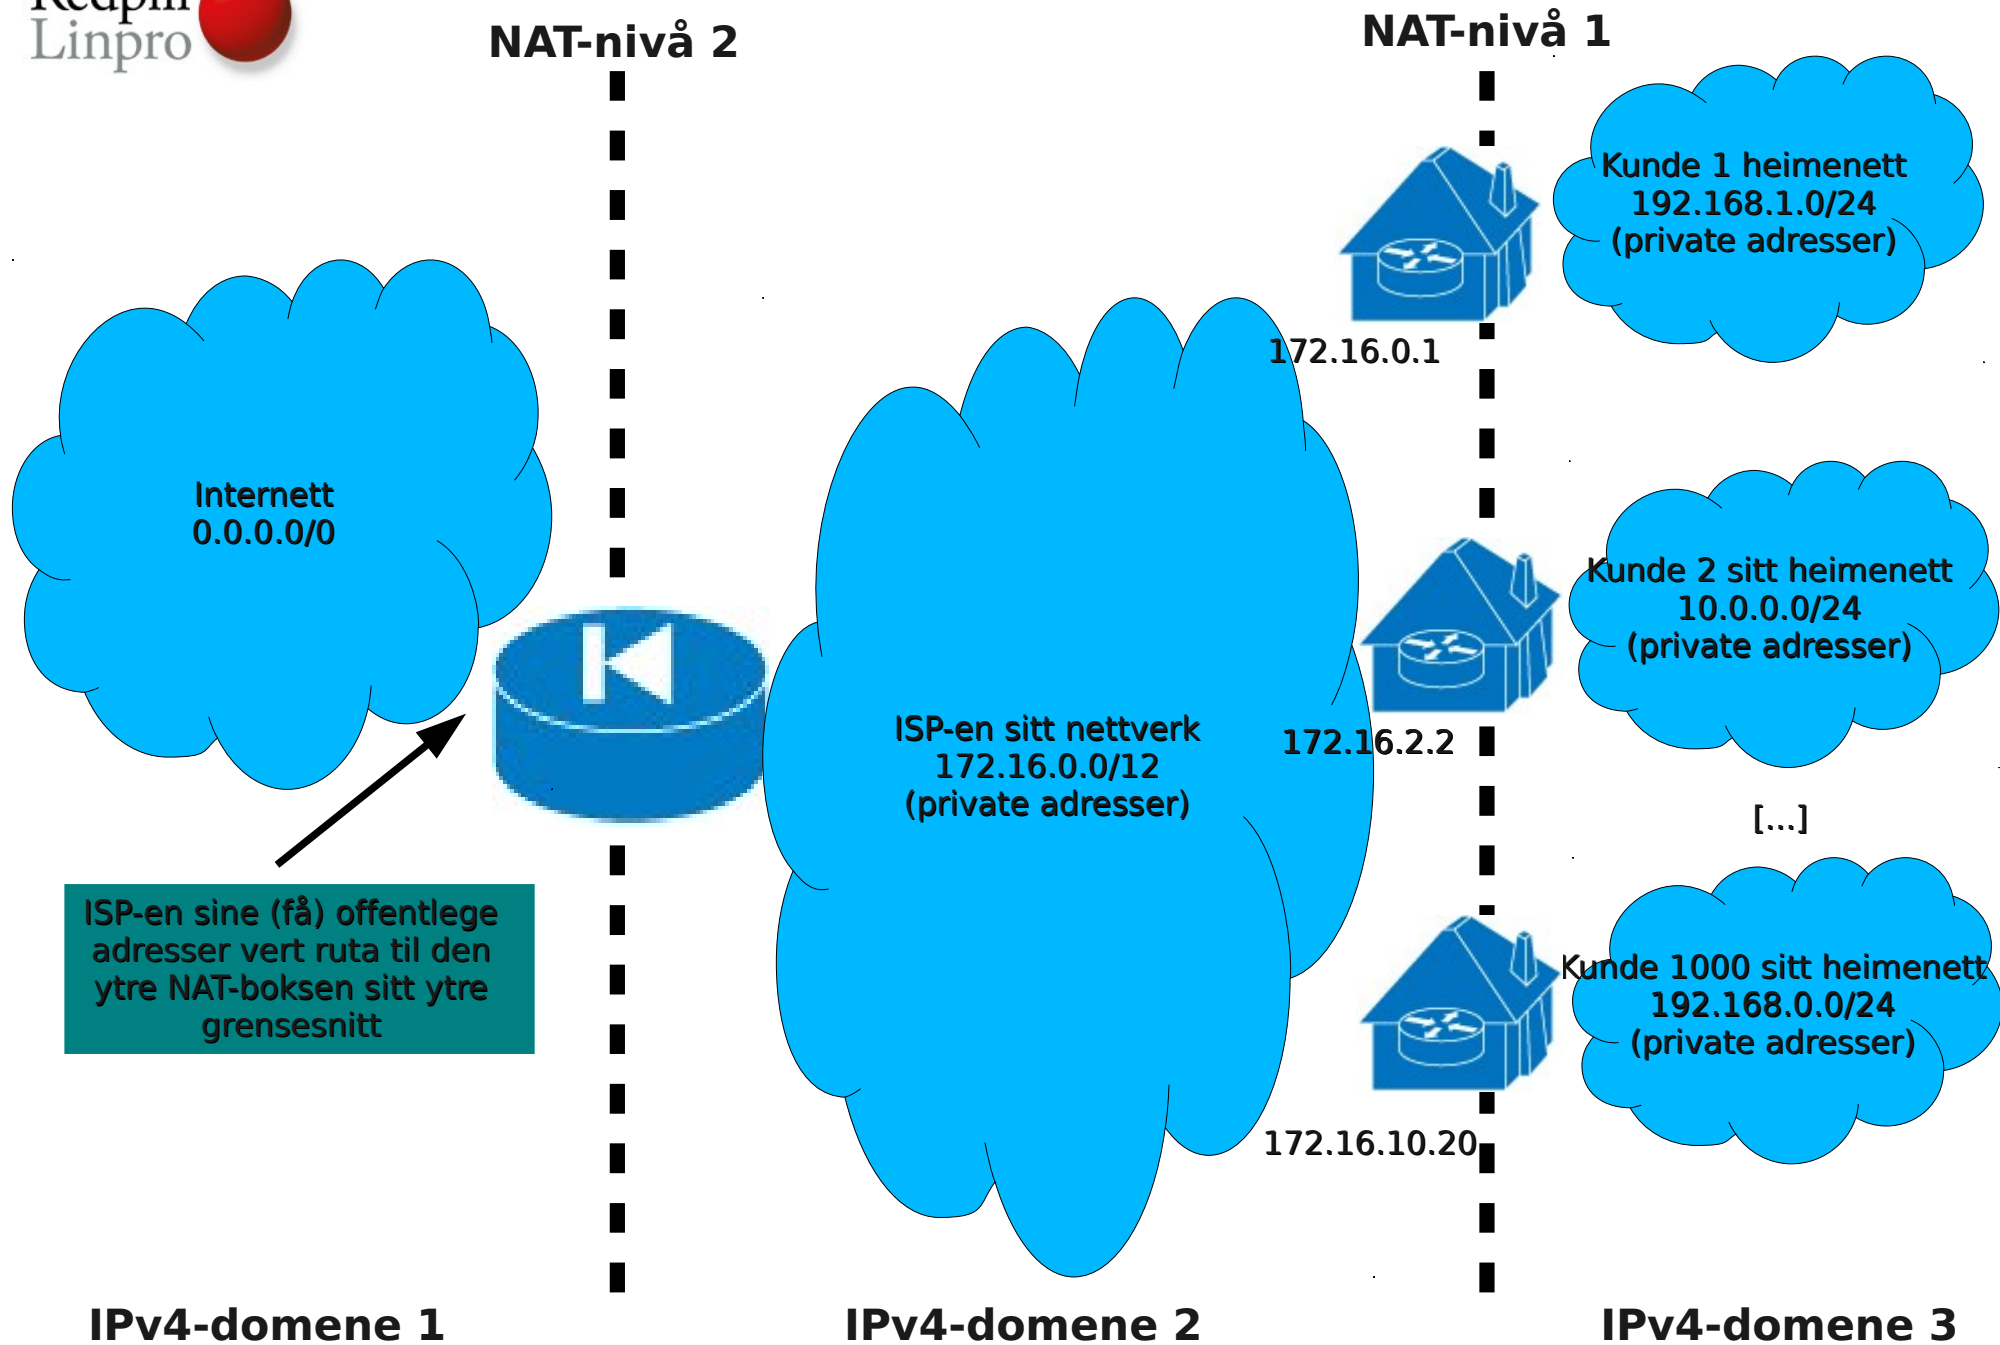 Redpill
Linpro
NAT-nivå 2
NAT-nivå 1
Kunde 1 heimenett
192.168.1.0/24
(private adresser)
172.16.0.1
Internett
0.0.0.0/0
Kunde 2 sitt heimenett
10.0.0.0/24
(private adresser)
172.16.2.2
ISP-en sitt nettverk
172.16.0.0/12
(private adresser)
[...]
ISP-en sine (få) offentlege
adresser vert ruta til den
ytre NAT-boksen sitt ytre
grensesnitt
Kunde 1000 sitt heimenett
192.168.0.0/24
(private adresser)
172.16.10.20
IPv4-domene 1
IPv4-domene 2
IPv4-domene 3